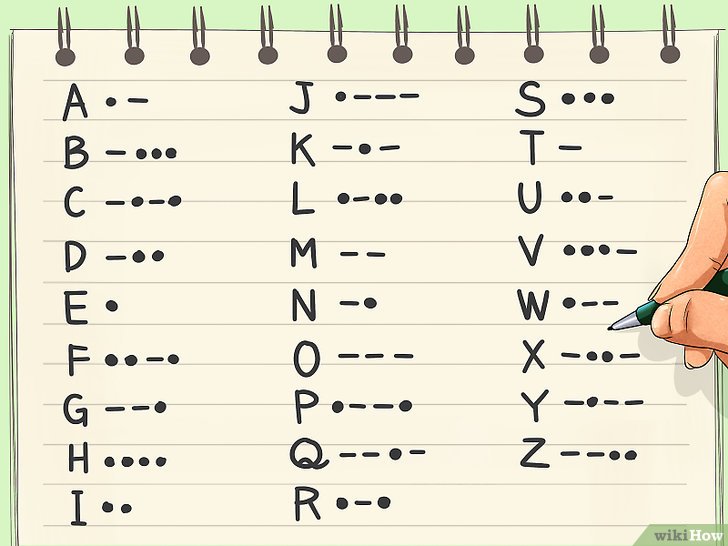 A •–
B –•••
C –•–•
D –••
E •
F ••–•
G ––•
H ••••
I ••
J •–––
K –•–
L •–••
M ––
N –•
O –––
P •––•
Q ––•–
R •–•
S •••
T –
U ••–
V •••–
W •––
X –••–
Y –•––
Z ––••
wikiHow